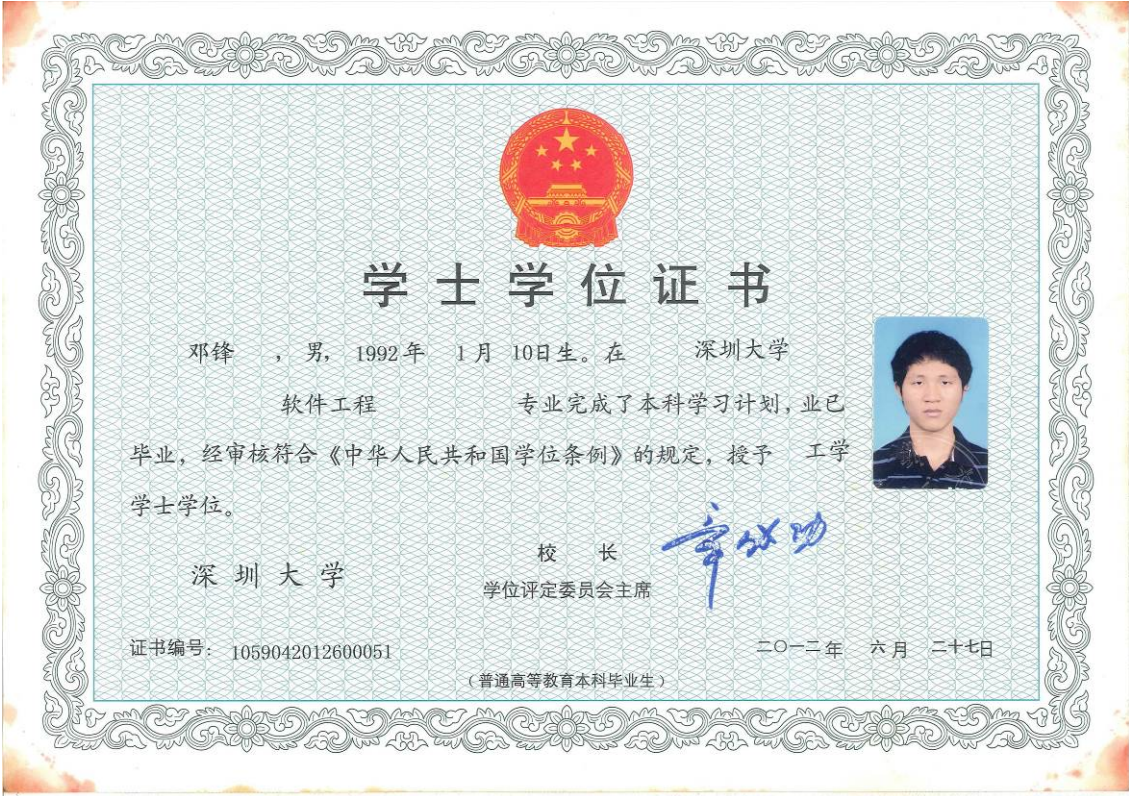 学士学位证书
邓锋 ，男，1992年 1月 10日生。在 深圳大学
软件工程 专业完成了本科学习计划，业已
毕业，经审核符合《中华人民共和国学位条例》的规定，授予 工学
学士学位。
校 长 章必功
深圳大学
学位评定委员会主席
证书编号：1059042012600051
二〇一二年 六月 二十七日
（普通高等教育本科毕业生）